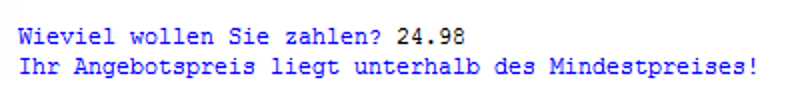 Wieviel wollen Sie zahlen? 24.98
Ihr Angebotspreis liegt unterhalb des Mindestpreises!